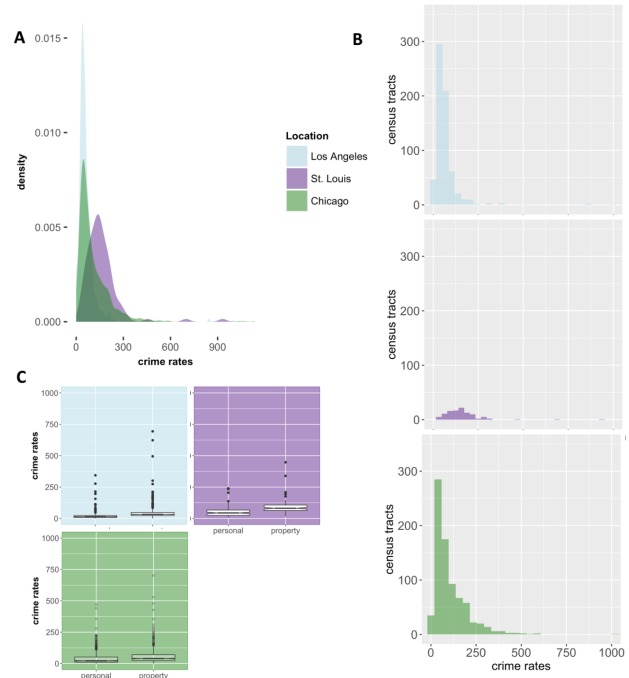 A
0.015
0.010
0.005
0.000
density
0
300
600
900
crime rates
Location
Los Angeles
St. Louis
Chicago
B
300
200
100
0
census tracts
300
200
100
0
census tracts
300
200
100
0
census tracts
0
250
500
750
1000
crime rates
C
1000
750
500
250
0
crime rates
personal
property
1000
750
500
250
0
crime rates
personal
property